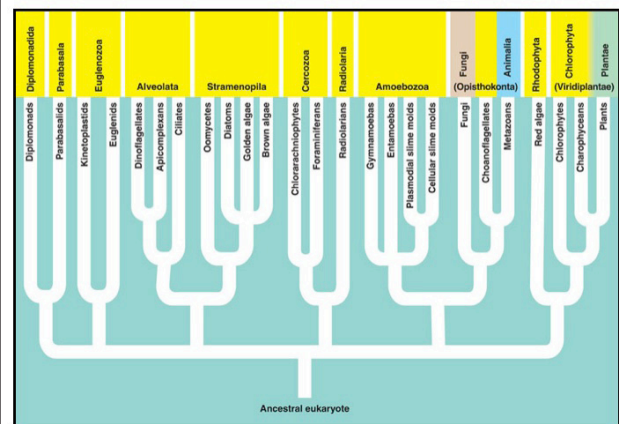 Diplomonadida
Parabasala
Euglenozoa
Alveolata
Stramenopila
Cercozoa
Radiolaria
Amoebozoa
Fungi
(Opisthokonta)
Animalia
Rhodophyta
Chlorophyta
(Viridiplantae)
Plantae
Diplomonads
Parabasalids
Kinetoplastids
Euglenids
Dinoflagellates
Apicomplexans
Ciliates
Oomycetes
Diatoms
Golden algae
Brown algae
Chlorarachniophytes
Foraminiferans
Radiolarians
Gymnamoebas
Entamoebas
Plasmodial slime molds
Cellular slime molds
Fungi
Choanoflagellates
Metazoans
Red algae
Chlorophytes
Charophyceans
Plants
Ancestral eukaryote